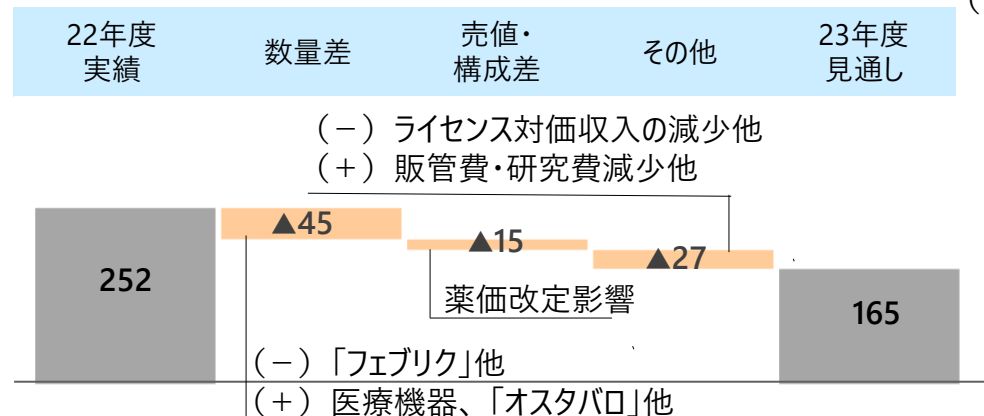 （
22年度
実績
数量差
売値・
構成差
その他
23年度
見通し
（－）ライセンス対価収入の減少他
（＋）販管費・研究費減少他
252
▲45
▲15
▲27
165
薬価改定影響
（－）「フェブリク」他
（＋）医療機器、「オスタバロ」他